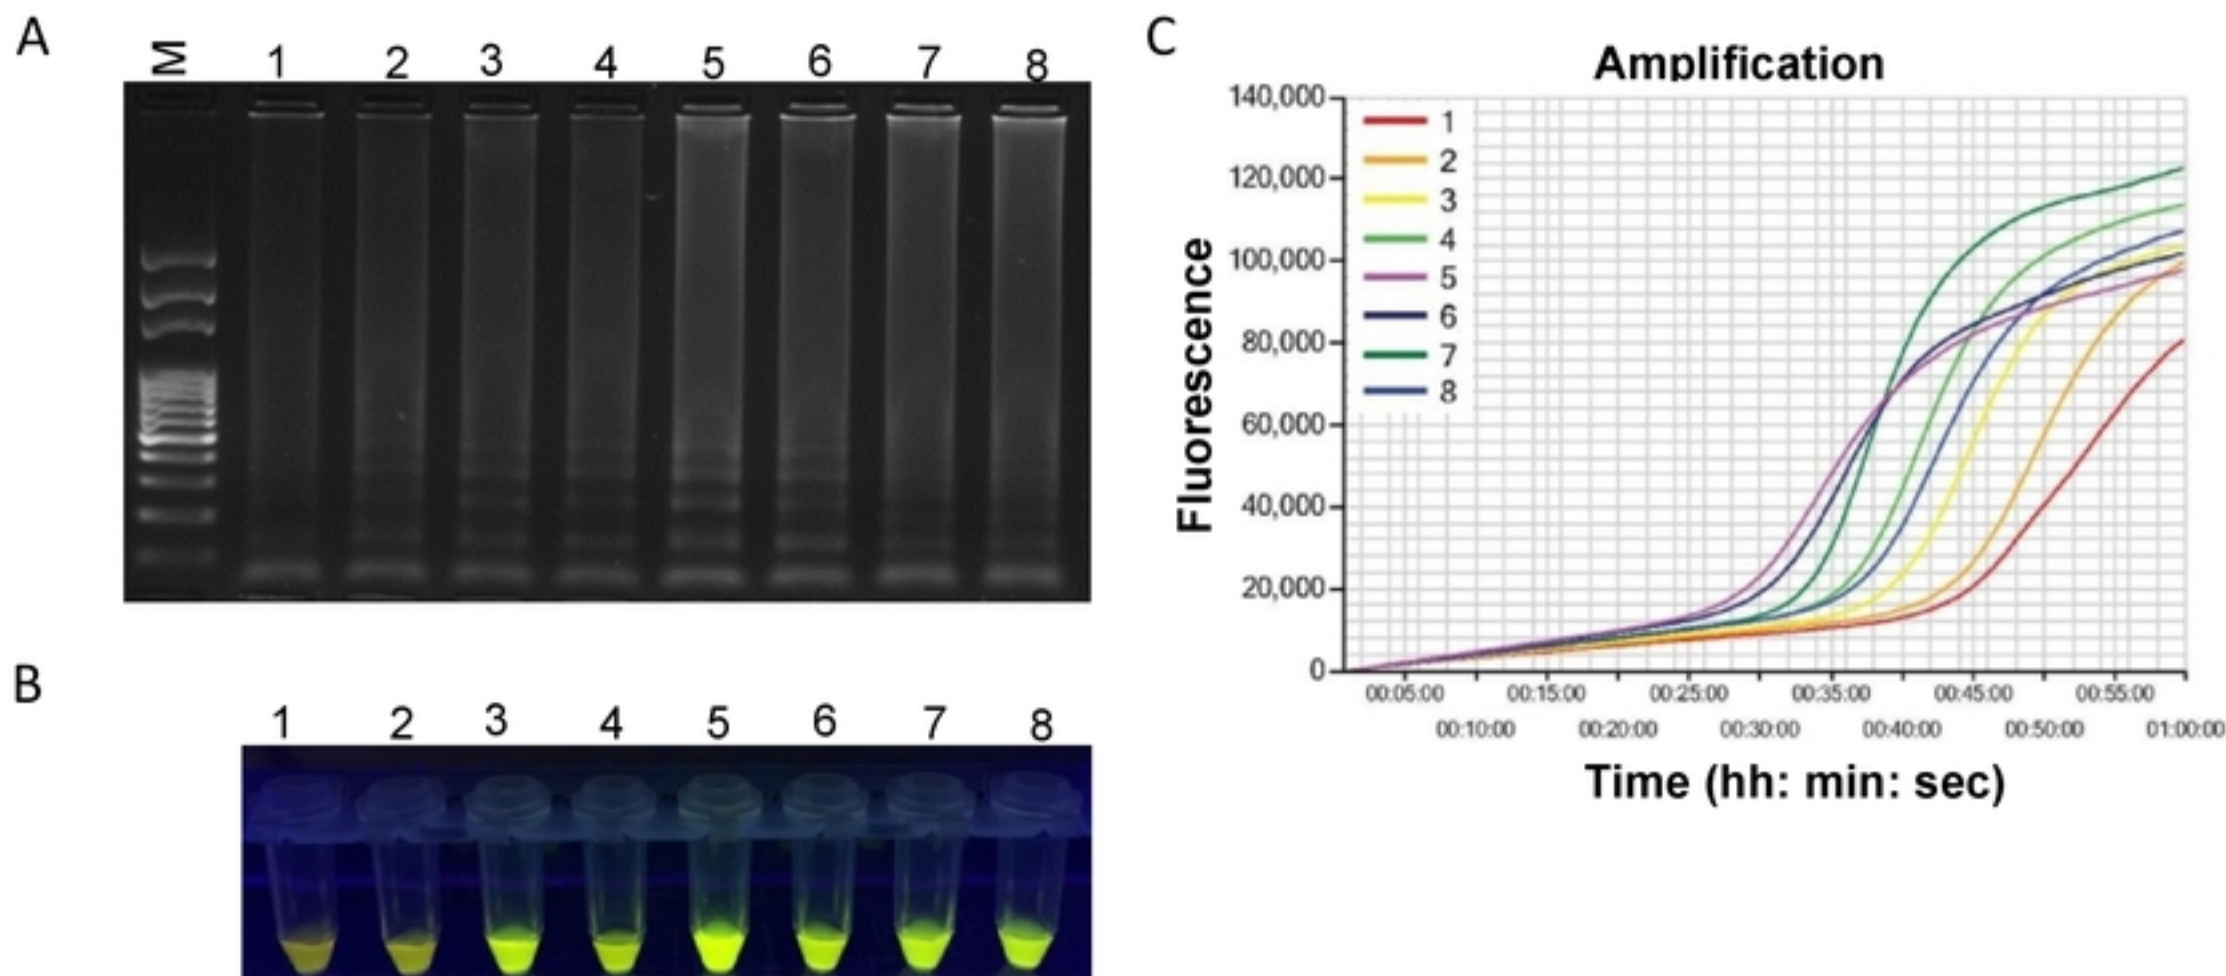 A
M 1 2 3 4 5 6 7 8
B
1 2 3 4 5 6 7 8
C
Amplification
140,000
120,000
100,000
80,000
60,000
40,000
20,000
0
1
2
3
4
5
6
7
8
Fluorescence
00:05:00 00:15:00 00:25:00 00:35:00 00:45:00 00:55:00
00:10:00 00:20:00 00:30:00 00:40:00 00:50:00 01:00:00
Time (hh: min: sec)